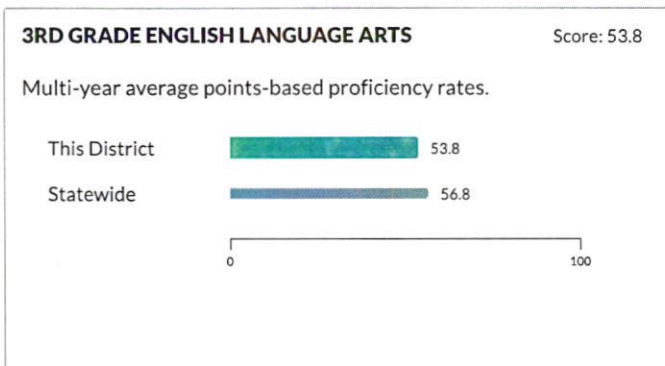 3RD GRADE ENGLISH LANGUAGE ARTS Score: 53.8
Multi-year average points-based proficiency rates.
This District 53.8
Statewide 56.8
0 100